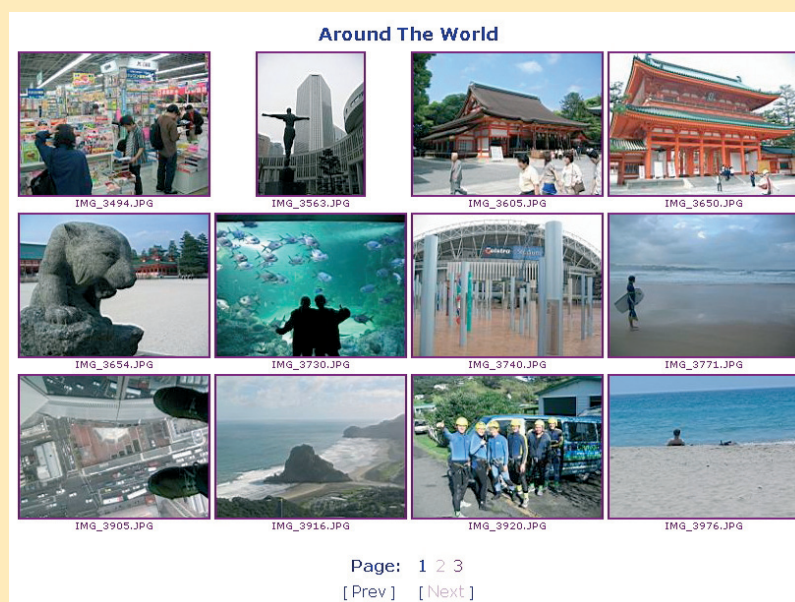 Around The World
IMG_3494.JPG
IMG_3563.JPG
IMG_3605.JPG
IMG_3650.JPG
IMG_3654.JPG
IMG_3730.JPG
IMG_3740.JPG
IMG_3771.JPG
IMG_3905.JPG
IMG_3916.JPG
IMG_3920.JPG
IMG_3976.JPG
Page: 1 2 3
[ Prev ] [ Next ]